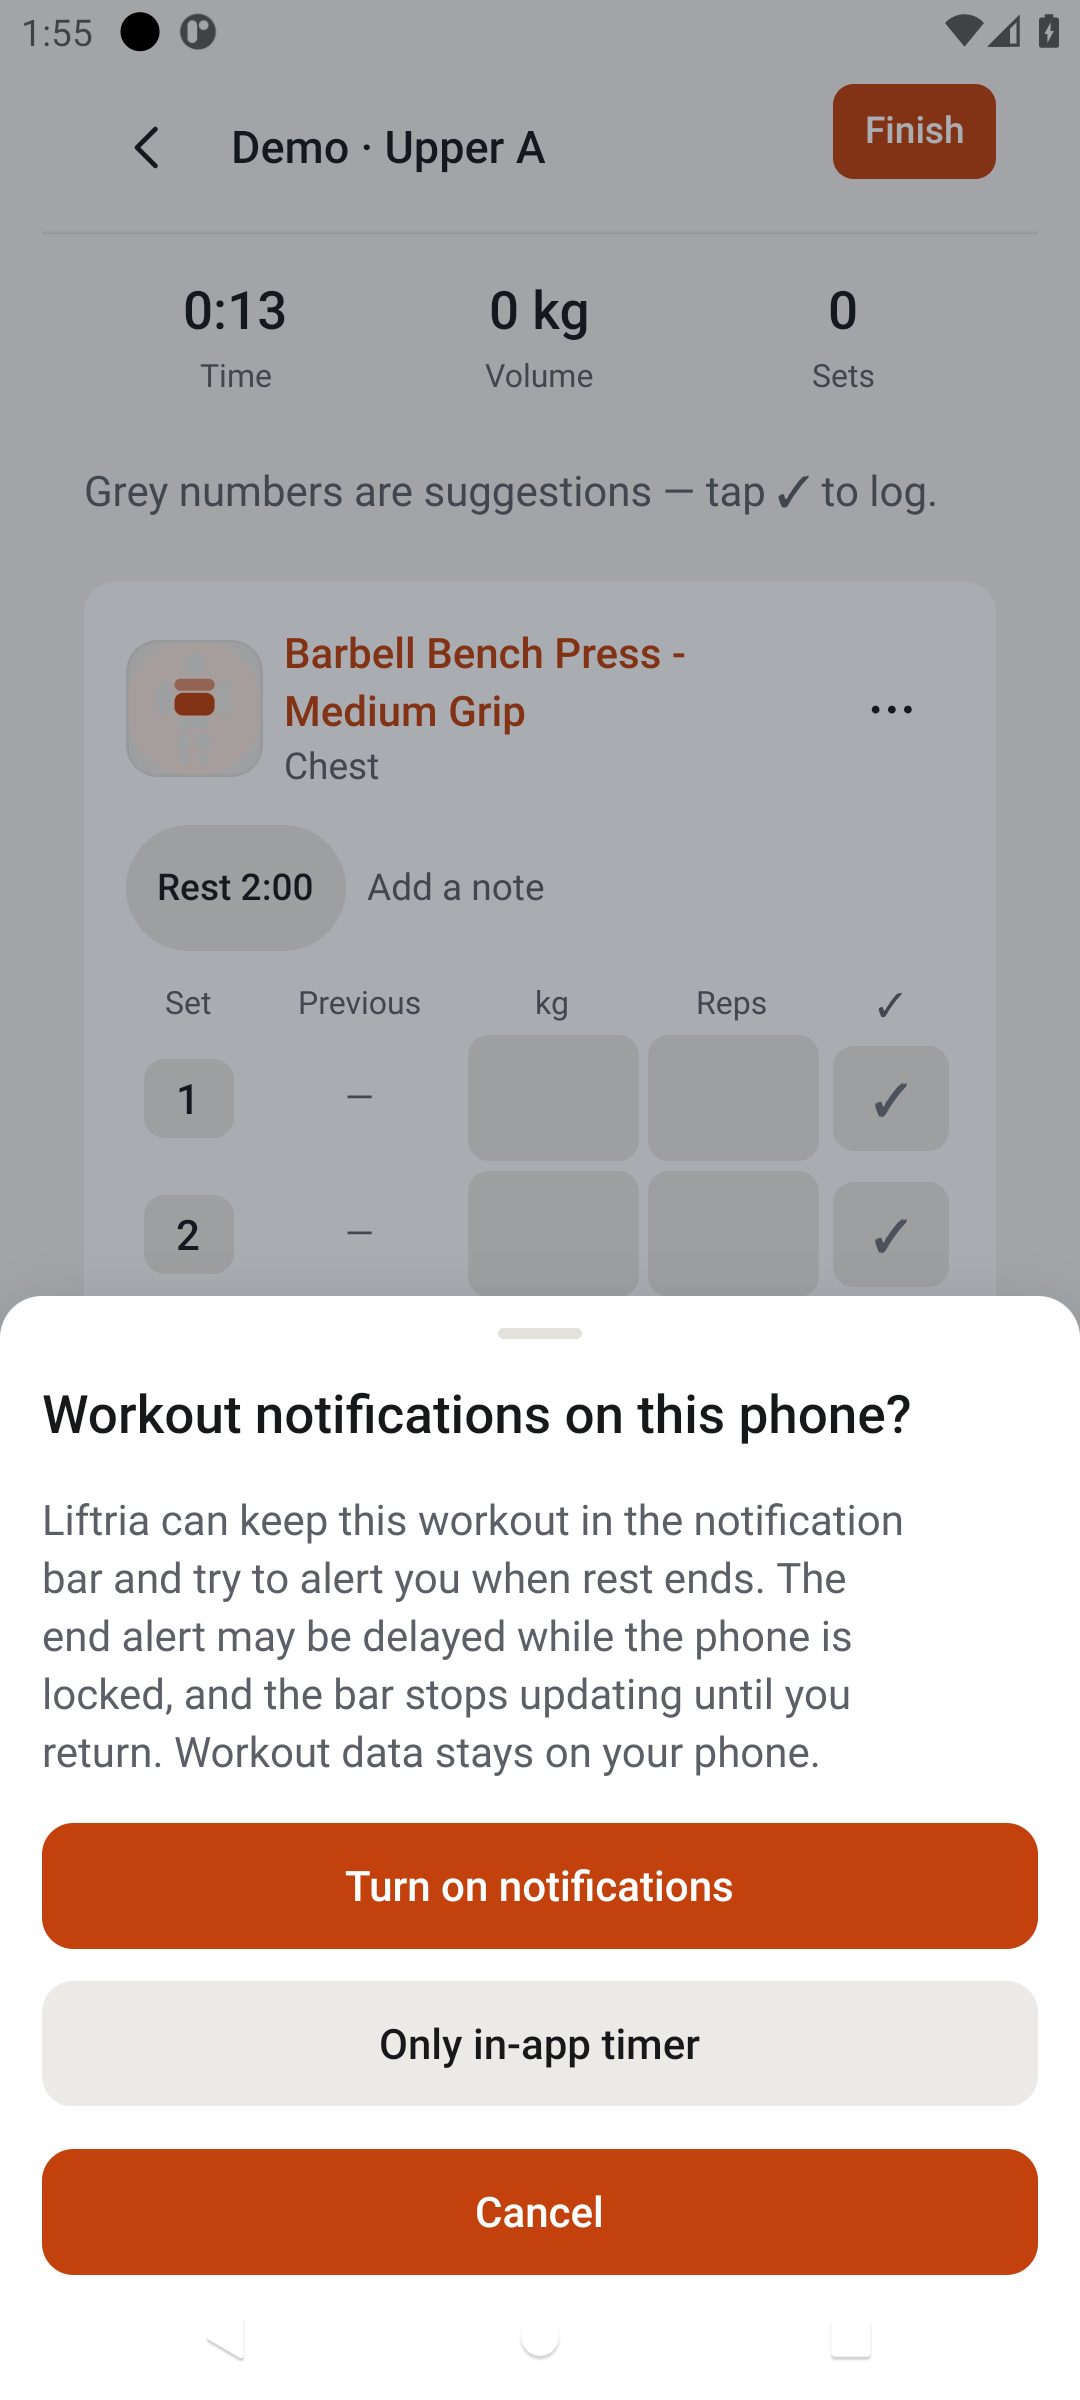 1:55
Demo · Upper A
Finish
0:13
0 kg
0
Time
Volume
Sets
Grey numbers are suggestions — tap ✓ to log.
Barbell Bench Press -
Medium Grip
Chest
Rest 2:00
Add a note
Set
Previous
kg
Reps
✓
1
—
✓
2
—
✓
Workout notifications on this phone?
Liftria can keep this workout in the notification
bar and try to alert you when rest ends. The
end alert may be delayed while the phone is
locked, and the bar stops updating until you
return. Workout data stays on your phone.
Turn on notifications
Only in-app timer
Cancel